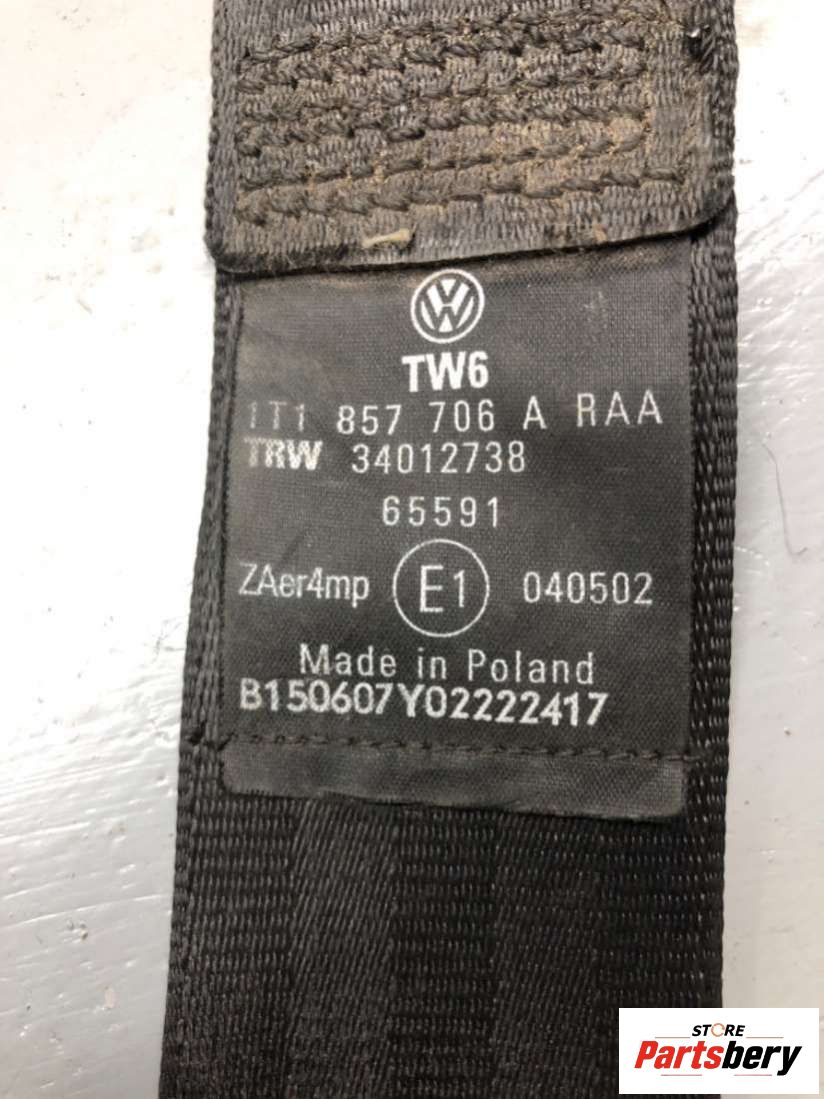 TW6
1T1 857 706 A RAA
TRW 34012738
65591
ZAer4mp E1 040502
Made in Poland
B150607Y02222417
STORE
Partsbery